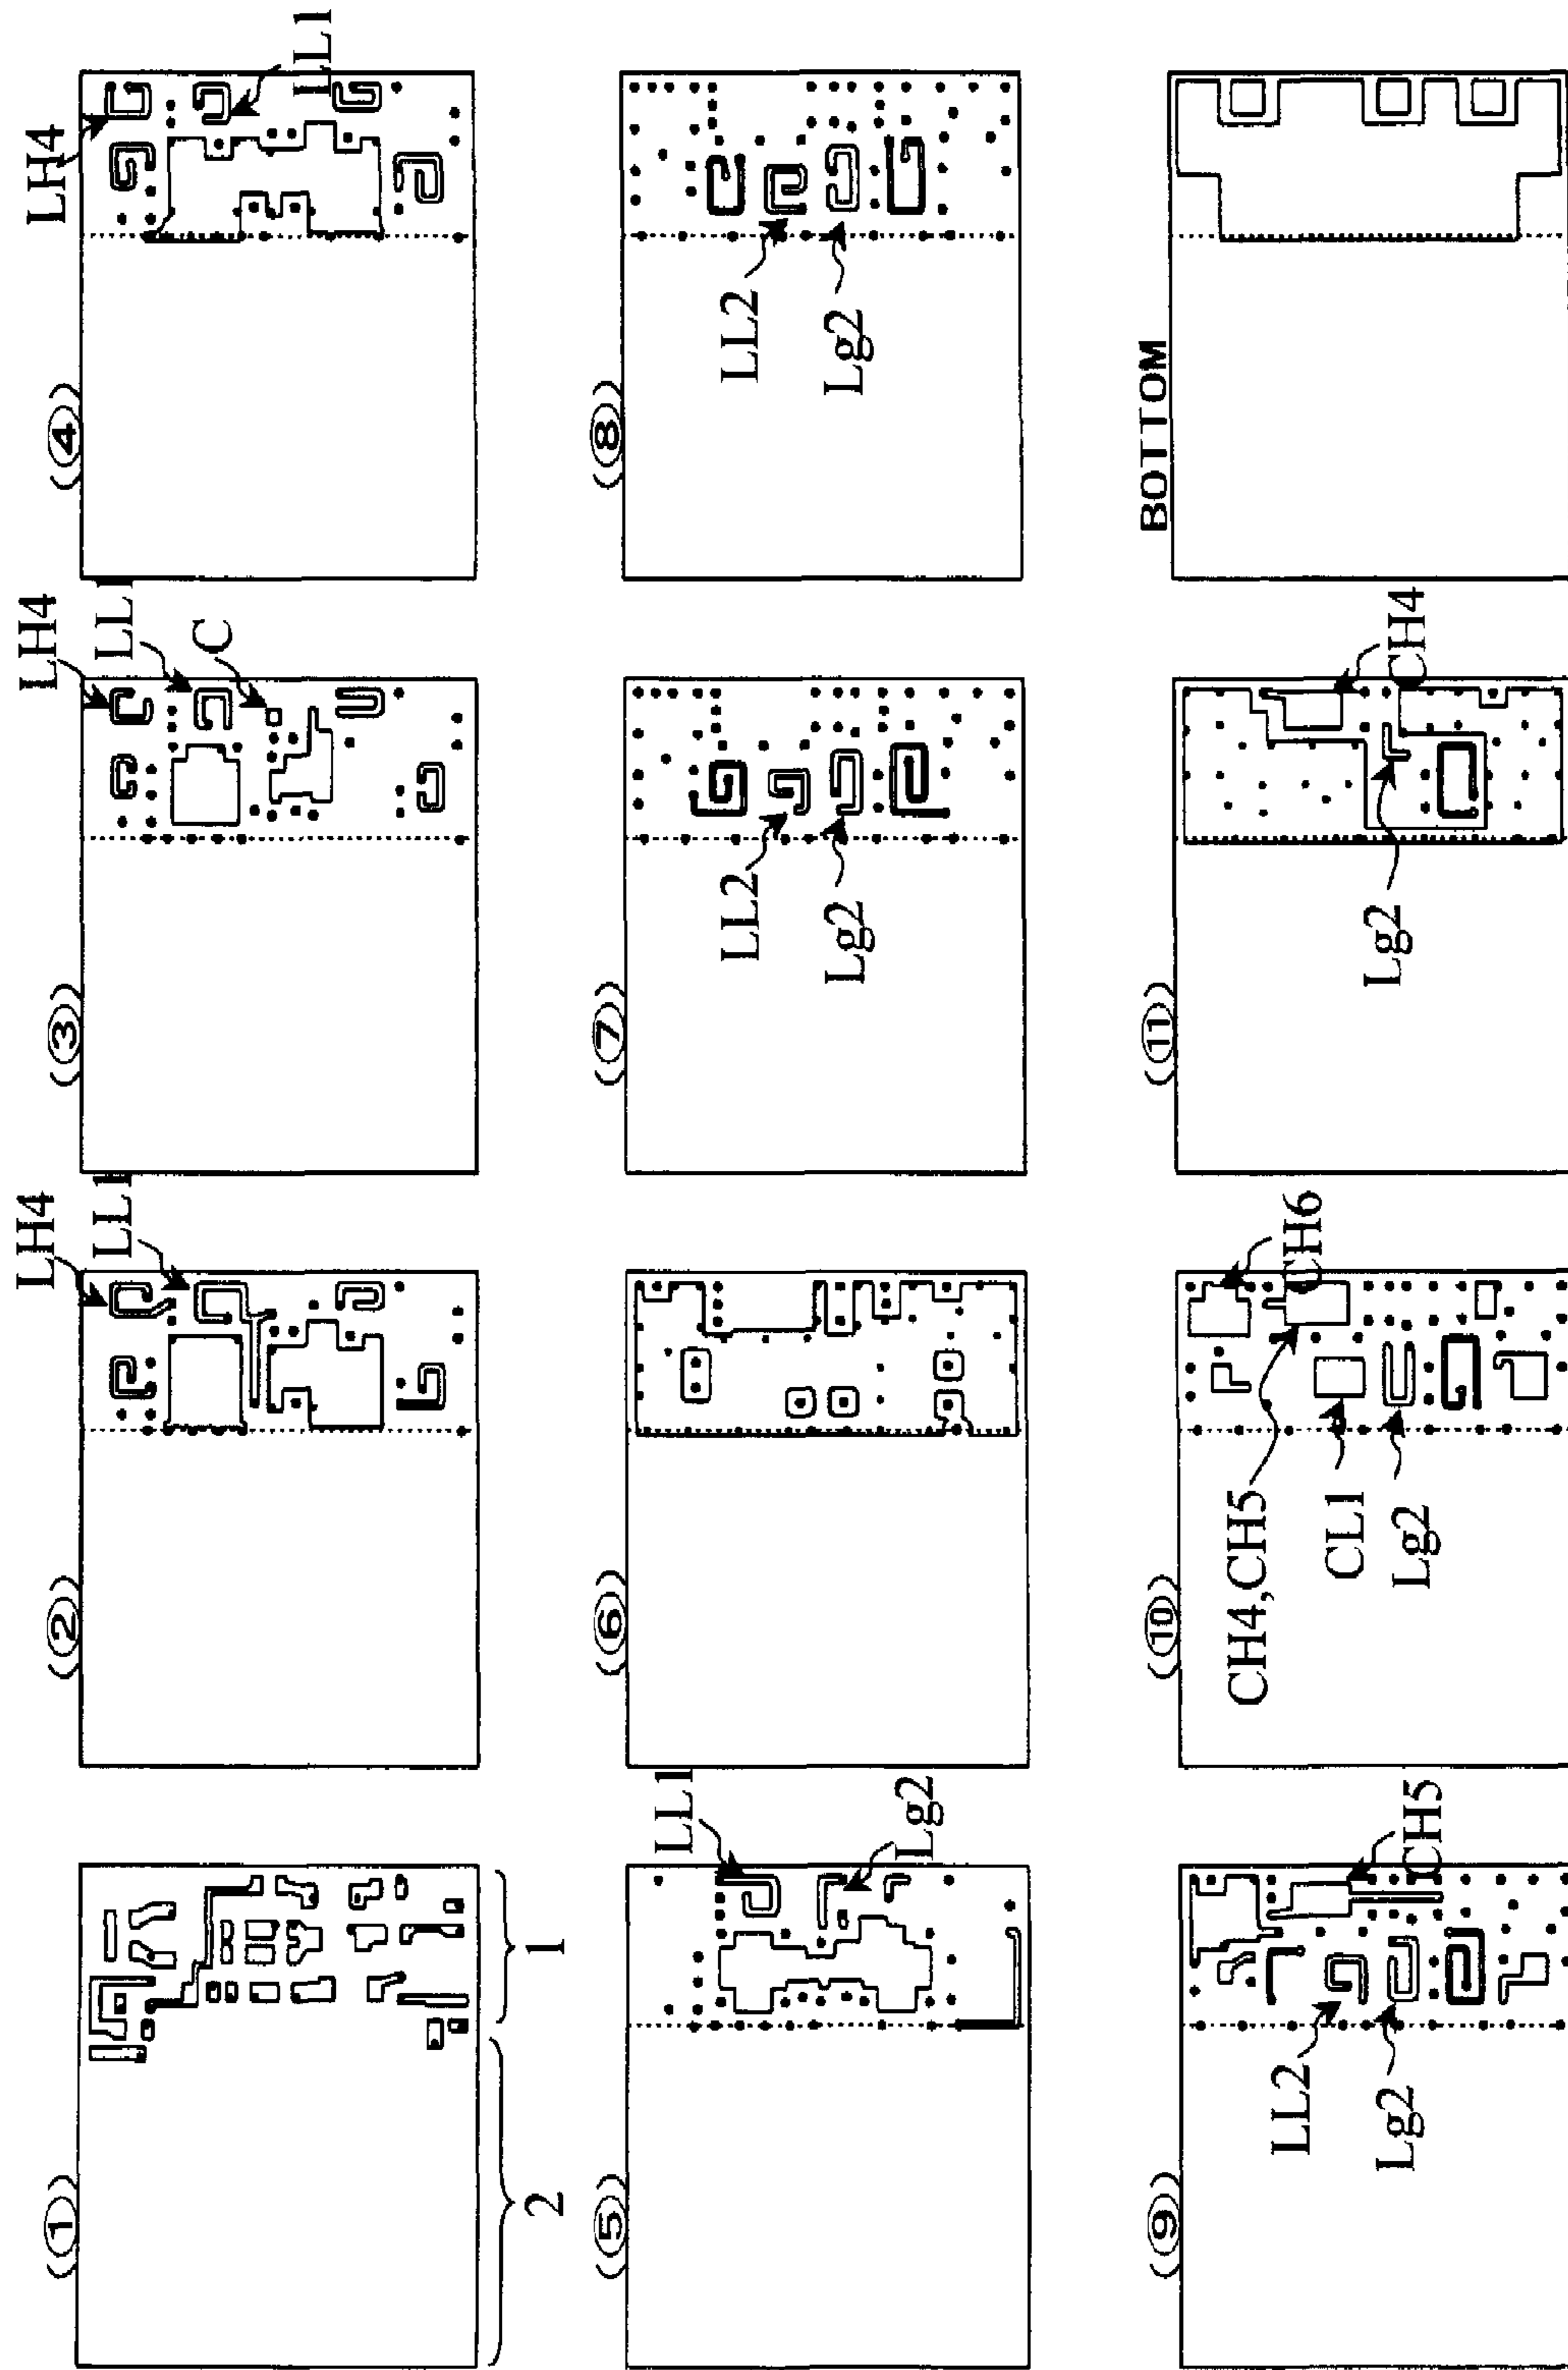 ((1))
1
2
((2))
LH4
LL1
((3))
LH4
LL1
C
((4))
LH4
LL1
((5))
LL1
Lg2
((6))
((7))
LL2
Lg2
((8))
LL2
Lg2
((9))
LL2
Lg2
CH5
((10))
CH4,CH5
CL1
Lg2
CH6
((11))
Lg2
CH4
BOTTOM